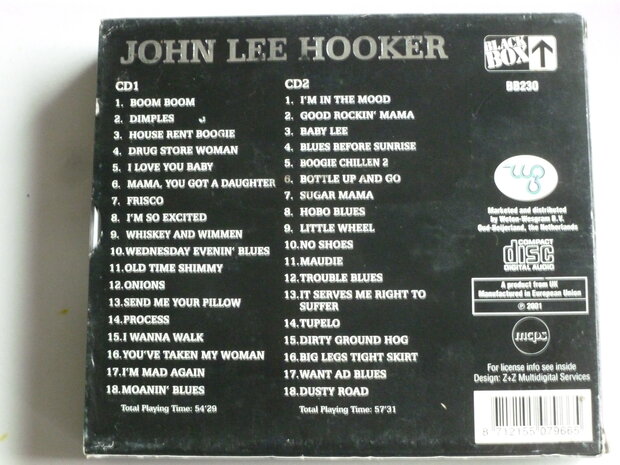 JOHN LEE HOOKER
BLACK BOX
BB230
CD1
1. BOOM BOOM
2. DIMPLES
3. HOUSE RENT BOOGIE
4. DRUG STORE WOMAN
5. I LOVE YOU BABY
6. MAMA, YOU GOT A DAUGHTER
7. FRISCO
8. I'M SO EXCITED
9. WHISKEY AND WIMMEN
10.WEDNESDAY EVENIN' BLUES
11.OLD TIME SHIMMY
12.ONIONS
13.SEND ME YOUR PILLOW
14.PROCESS
15.I WANNA WALK
16.YOU'VE TAKEN MY WOMAN
17.I'M MAD AGAIN
18.MOANIN' BLUES
Total Playing Time: 54'29
CD2
1. I'M IN THE MOOD
2. GOOD ROCKIN' MAMA
3. BABY LEE
4. BLUES BEFORE SUNRISE
5. BOOGIE CHILLEN 2
6. BOTTLE UP AND GO
7. SUGAR MAMA
8. HOBO BLUES
9. LITTLE WHEEL
10.NO SHOES
11.MAUDIE
12.TROUBLE BLUES
13.IT SERVES ME RIGHT TO
SUFFER
14.TUPELO
15.DIRTY GROUND HOG
16.BIG LEGS TIGHT SKIRT
17.WANT AD BLUES
18.DUSTY ROAD
Total Playing Time: 57'31
Marketed and distributed
by Weton-Wesgram B.V.
Oud-Beijerland, the Netherlands
COMPACT
disc
DIGITAL AUDIO
A product from UK
Manufactured in European Union
℗ 2001
mcps
For license info see inside
Design: Z+Z Multidigital Services
8 712155 079665